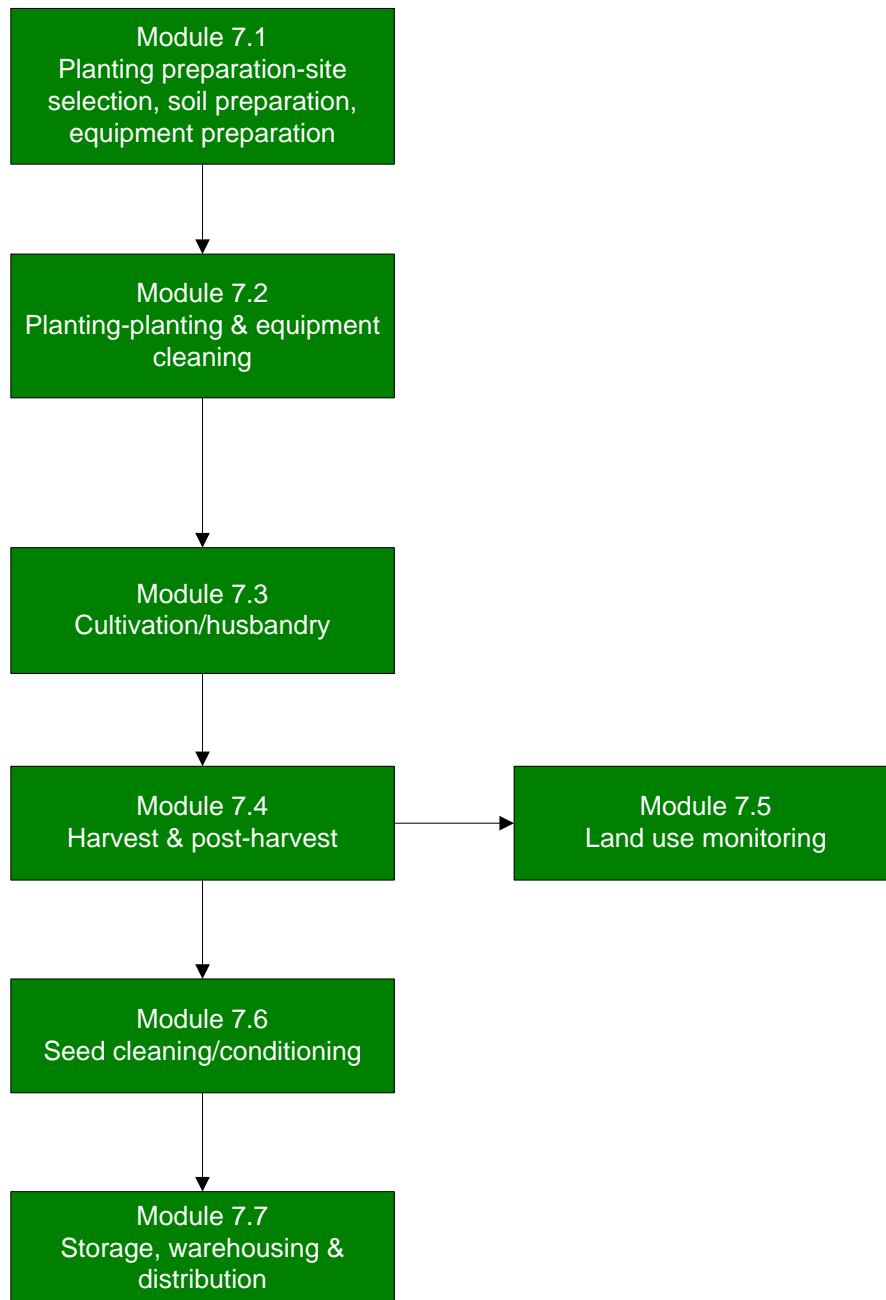 Module 7.1
Planting preparation-site
selection, soil preparation,
equipment preparation
Module 7.2
Planting-planting & equipment
cleaning
Module 7.3
Cultivation/husbandry
Module 7.4
Harvest & post-harvest
Module 7.5
Land use monitoring
Module 7.6
Seed cleaning/conditioning
Module 7.7
Storage, warehousing &
distribution